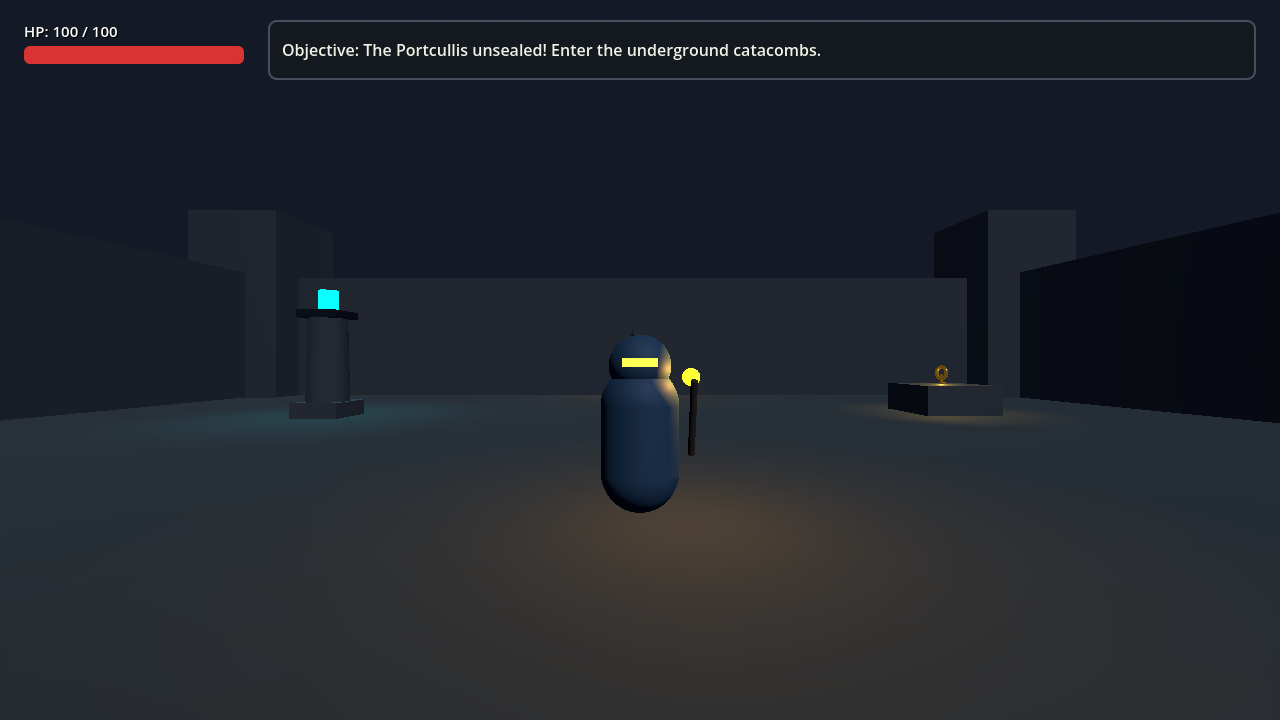 HP: 100 / 100
Objective: The Portcullis unsealed! Enter the underground catacombs.